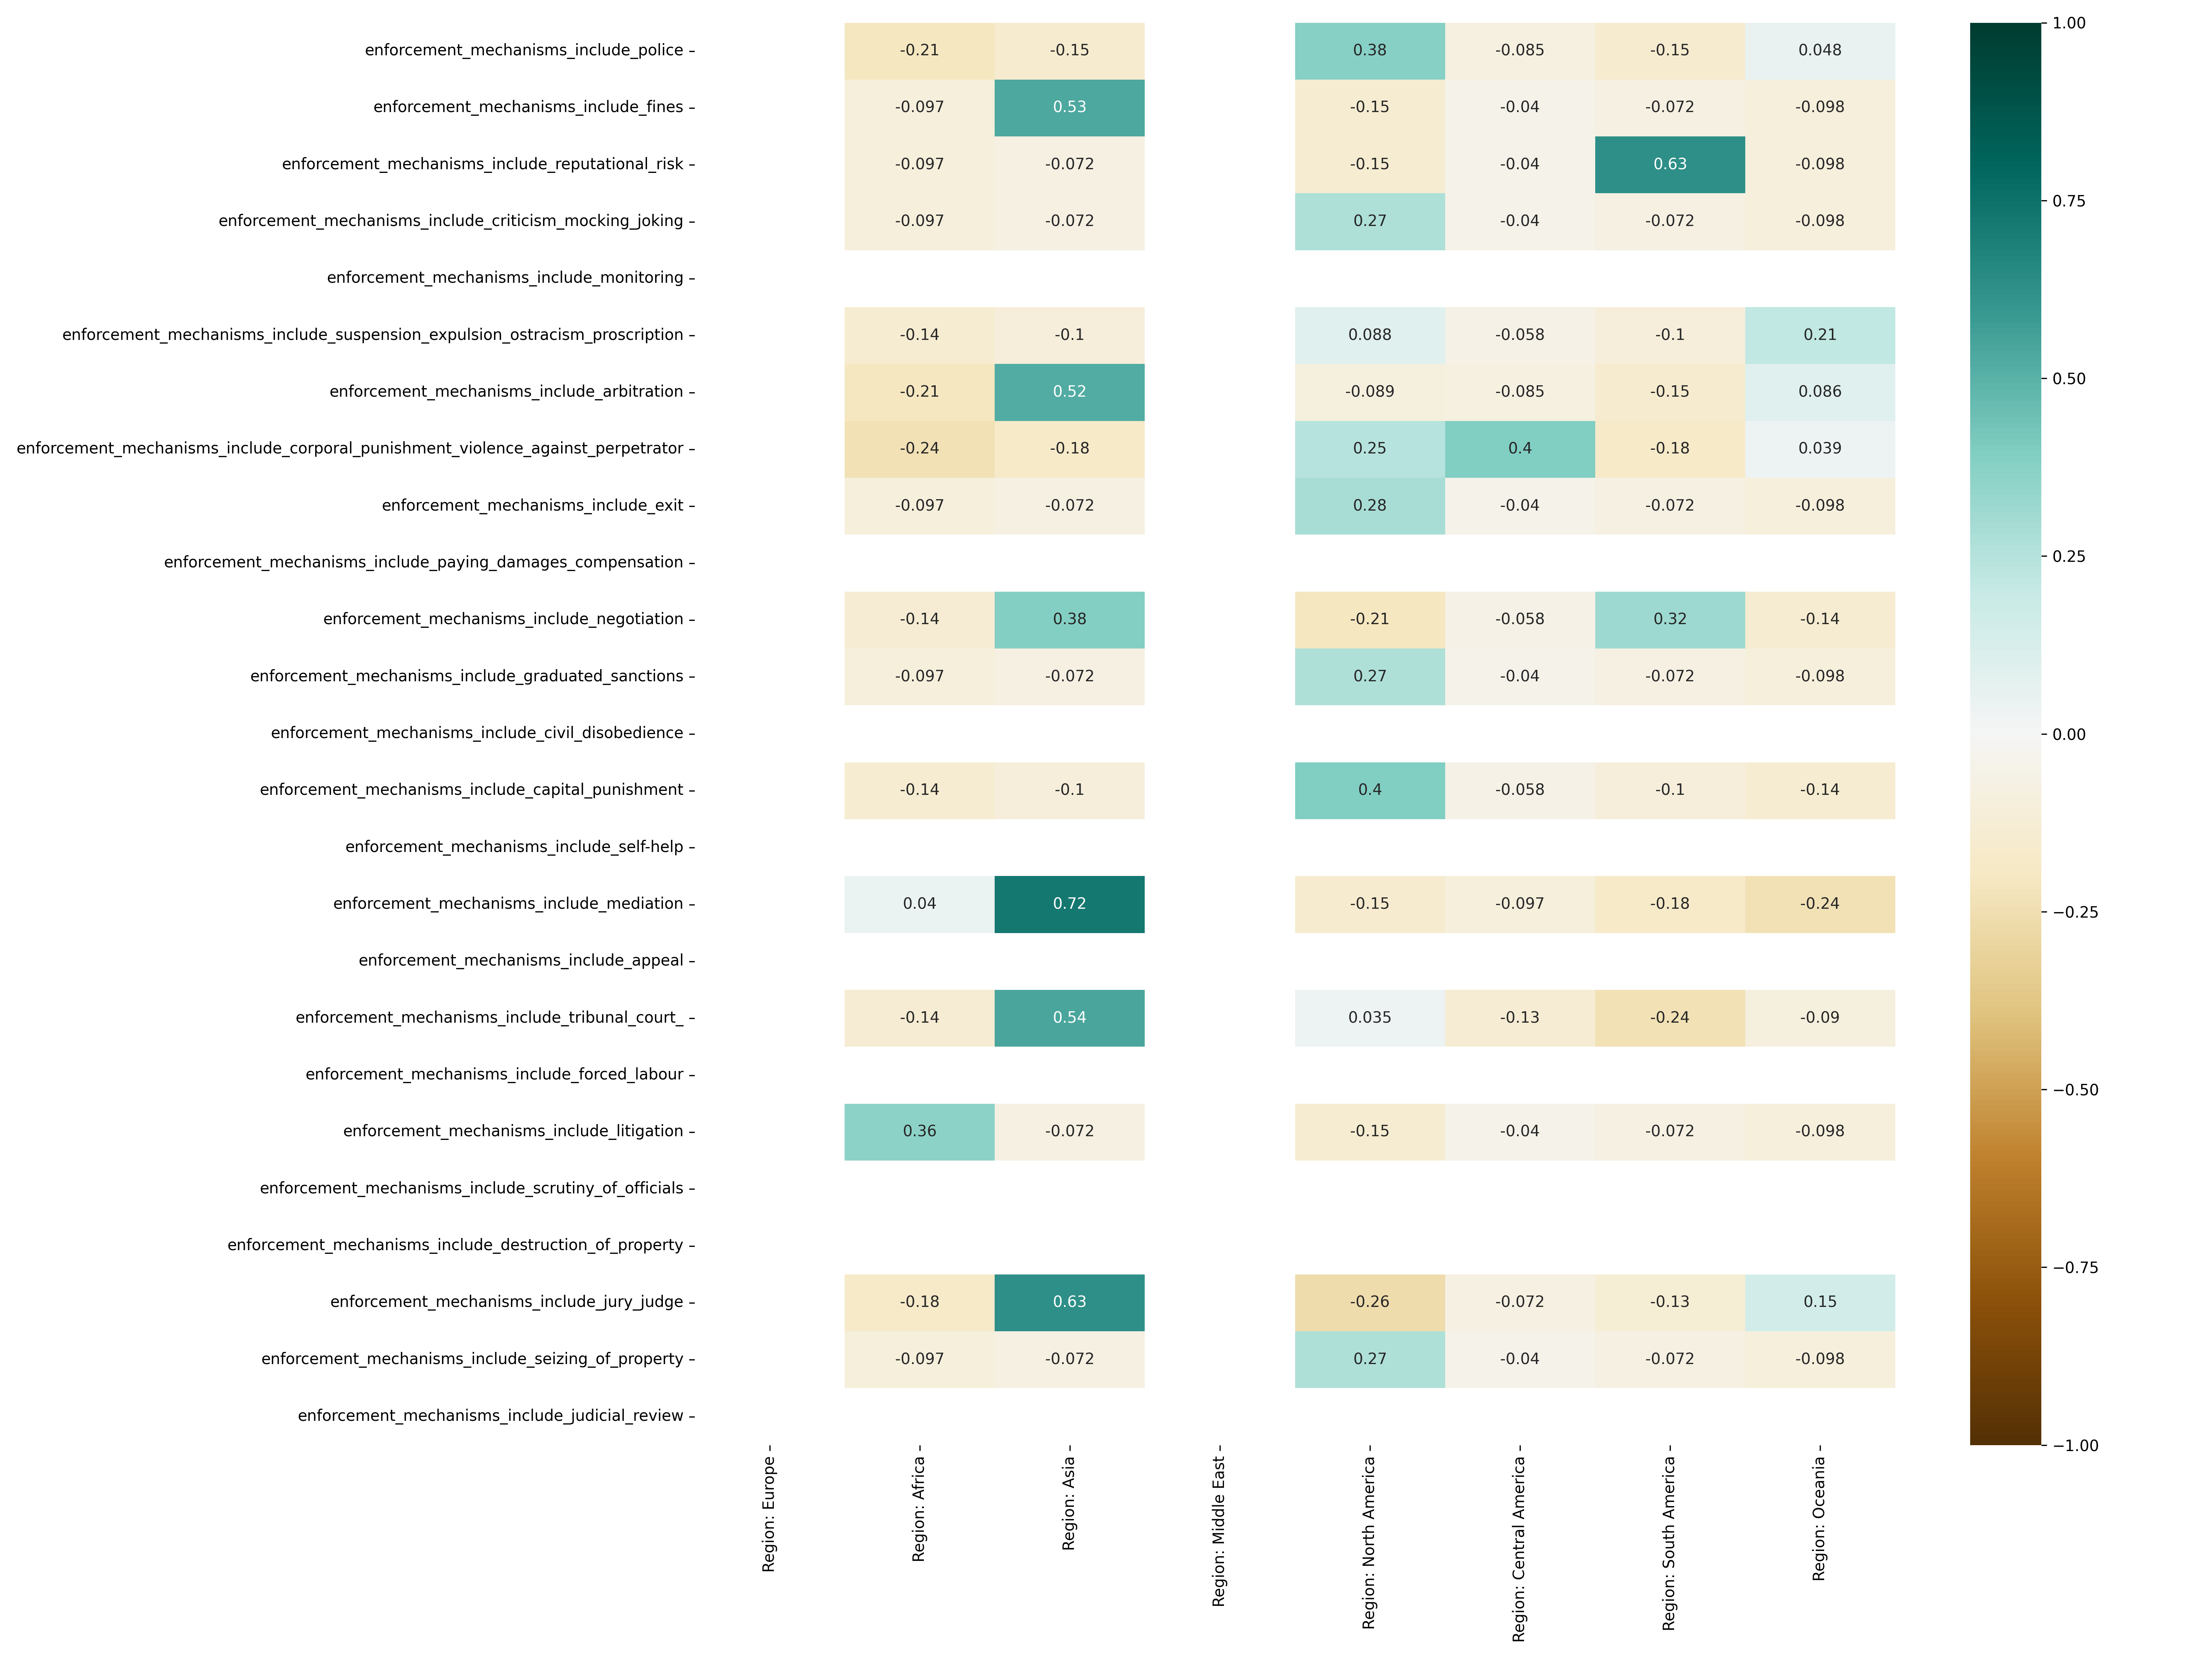 enforcement_mechanisms_include_police -0.21 -0.15 0.38 -0.085 -0.15 0.048
enforcement_mechanisms_include_fines -0.097 0.53 -0.15 -0.04 -0.072 -0.098
enforcement_mechanisms_include_reputational_risk -0.097 -0.072 -0.15 -0.04 0.63 -0.098
enforcement_mechanisms_include_criticism_mocking_joking -0.097 -0.072 0.27 -0.04 -0.072 -0.098
enforcement_mechanisms_include_monitoring
enforcement_mechanisms_include_suspension_expulsion_ostracism_proscription -0.14 -0.1 0.088 -0.058 -0.1 0.21
enforcement_mechanisms_include_arbitration -0.21 0.52 -0.089 -0.085 -0.15 0.086
enforcement_mechanisms_include_corporal_punishment_violence_against_perpetrator -0.24 -0.18 0.25 0.4 -0.18 0.039
enforcement_mechanisms_include_exit -0.097 -0.072 0.28 -0.04 -0.072 -0.098
enforcement_mechanisms_include_paying_damages_compensation
enforcement_mechanisms_include_negotiation -0.14 0.38 -0.21 -0.058 0.32 -0.14
enforcement_mechanisms_include_graduated_sanctions -0.097 -0.072 0.27 -0.04 -0.072 -0.098
enforcement_mechanisms_include_civil_disobedience
enforcement_mechanisms_include_capital_punishment -0.14 -0.1 0.4 -0.058 -0.1 -0.14
enforcement_mechanisms_include_self-help
enforcement_mechanisms_include_mediation 0.04 0.72 -0.15 -0.097 -0.18 -0.24
enforcement_mechanisms_include_appeal
enforcement_mechanisms_include_tribunal_court_ -0.14 0.54 0.035 -0.13 -0.24 -0.09
enforcement_mechanisms_include_forced_labour
enforcement_mechanisms_include_litigation 0.36 -0.072 -0.15 -0.04 -0.072 -0.098
enforcement_mechanisms_include_scrutiny_of_officials
enforcement_mechanisms_include_destruction_of_property
enforcement_mechanisms_include_jury_judge -0.18 0.63 -0.26 -0.072 -0.13 0.15
enforcement_mechanisms_include_seizing_of_property -0.097 -0.072 0.27 -0.04 -0.072 -0.098
enforcement_mechanisms_include_judicial_review
Region: Europe
Region: Africa
Region: Asia
Region: Middle East
Region: North America
Region: Central America
Region: South America
Region: Oceania
1.00
0.75
0.50
0.25
0.00
−0.25
−0.50
−0.75
−1.00